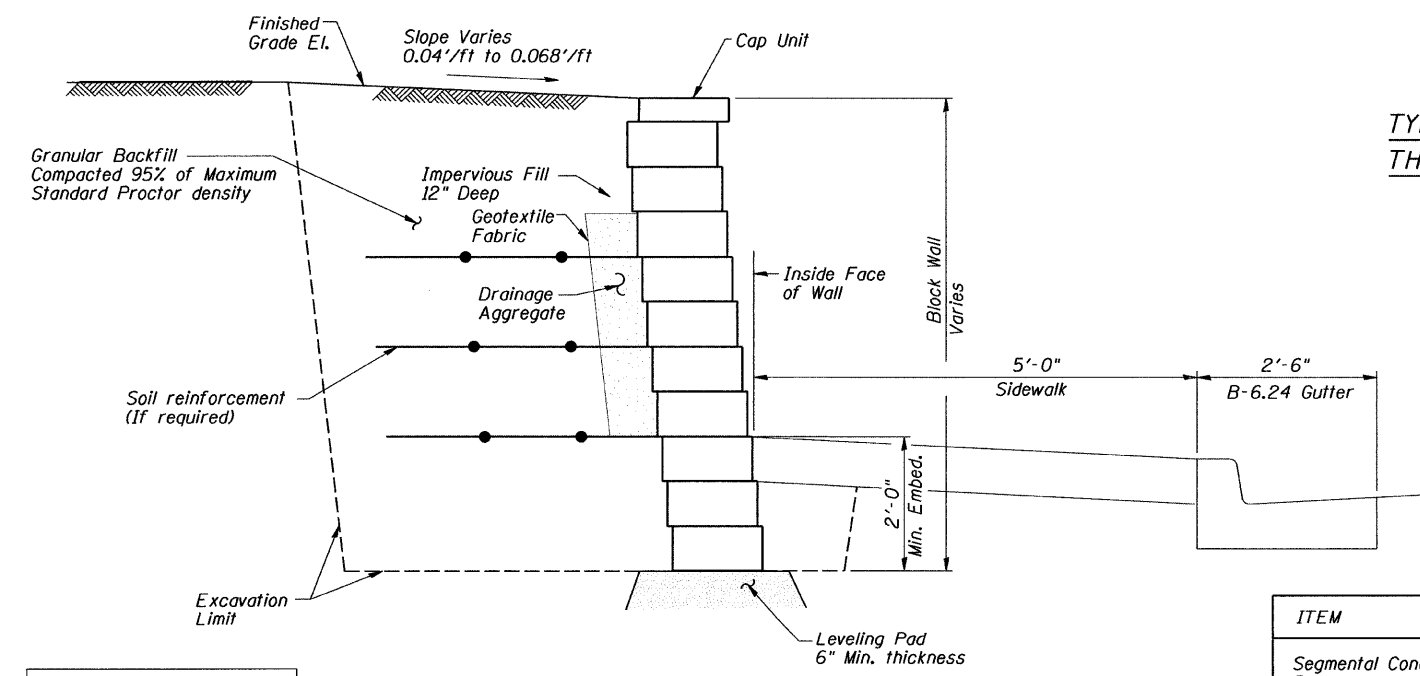 Finished
Grade El.
Slope Varies
0.04'/ft to 0.068'/ft
Cap Unit
Granular Backfill
Compacted 95% of Maximum
Standard Proctor density
Impervious Fill
12" Deep
Geotextile
Fabric
Drainage
Aggregate
Inside Face
of Wall
Block Wall
Varies
5'-0"
Sidewalk
2'-6"
B-6.24 Gutter
Soil reinforcement
(If required)
2'-0"
Min. Embed.
Excavation
Limit
Leveling Pad
6" Min. thickness
TH
ITEM
Segmental Conc